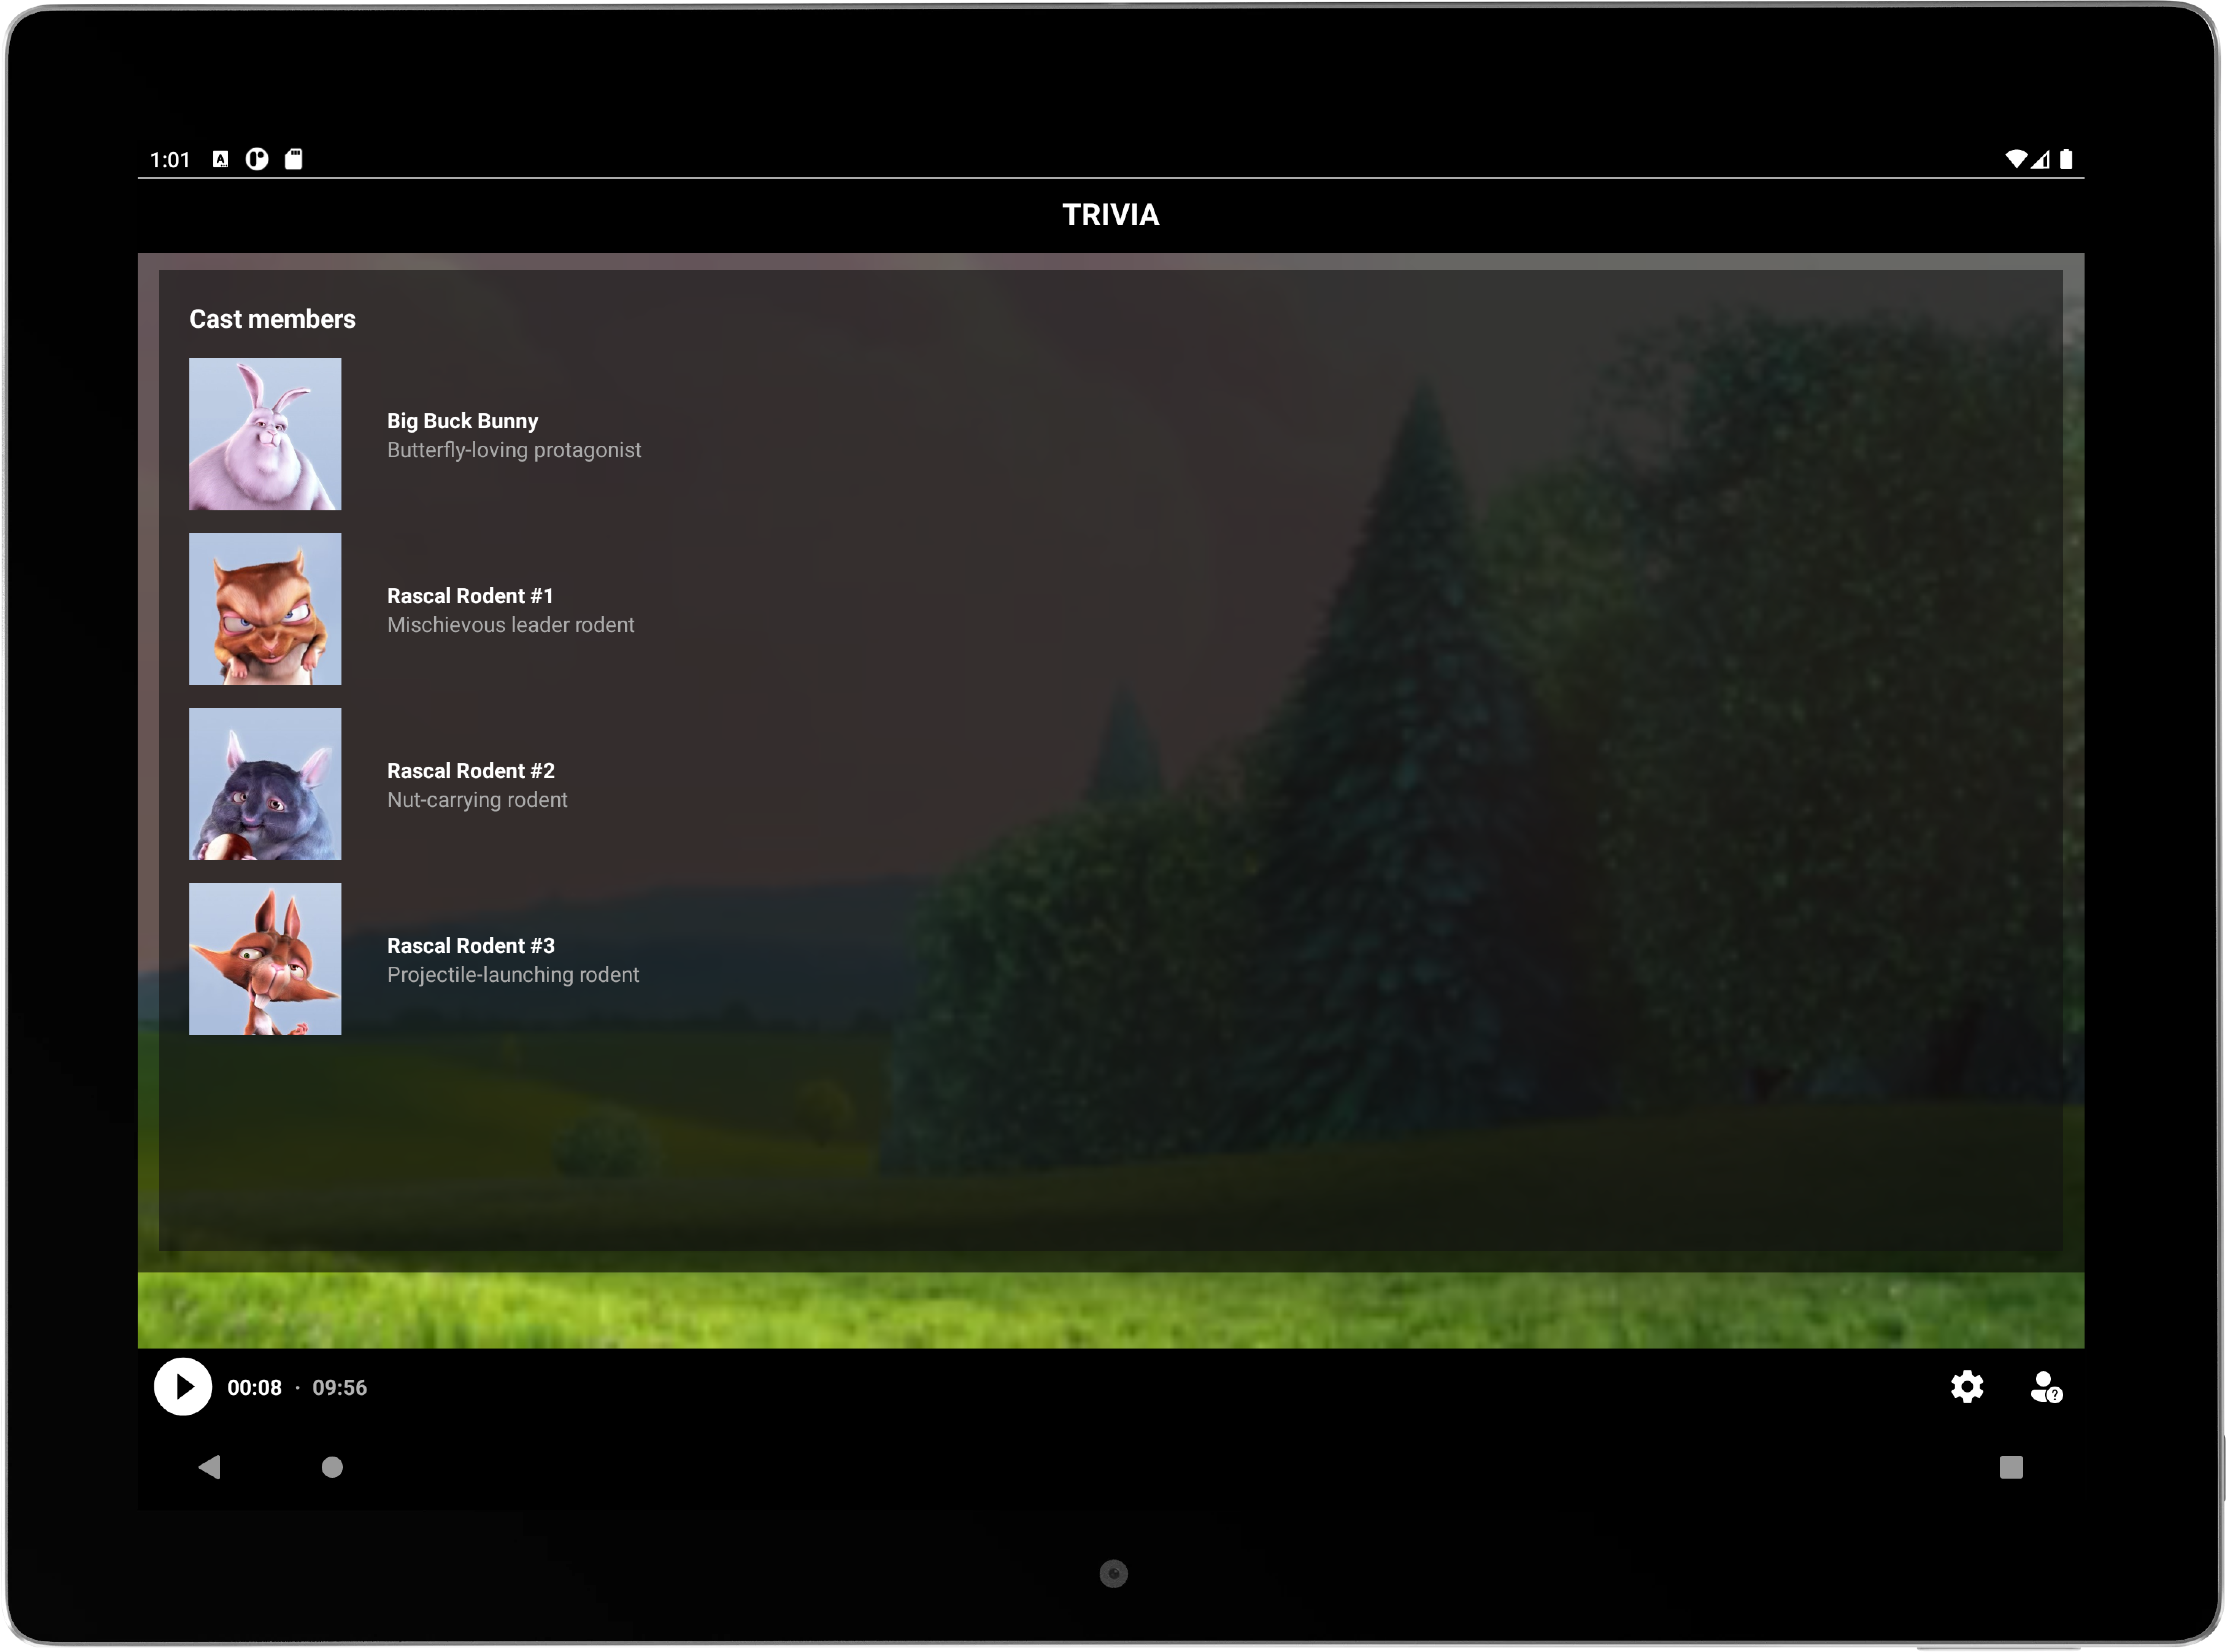 1:01
TRIVIA
Cast members
Big Buck Bunny
Butterfly-loving protagonist
Rascal Rodent #1
Mischievous leader rodent
Rascal Rodent #2
Nut-carrying rodent
Rascal Rodent #3
Projectile-launching rodent
00:08 · 09:56